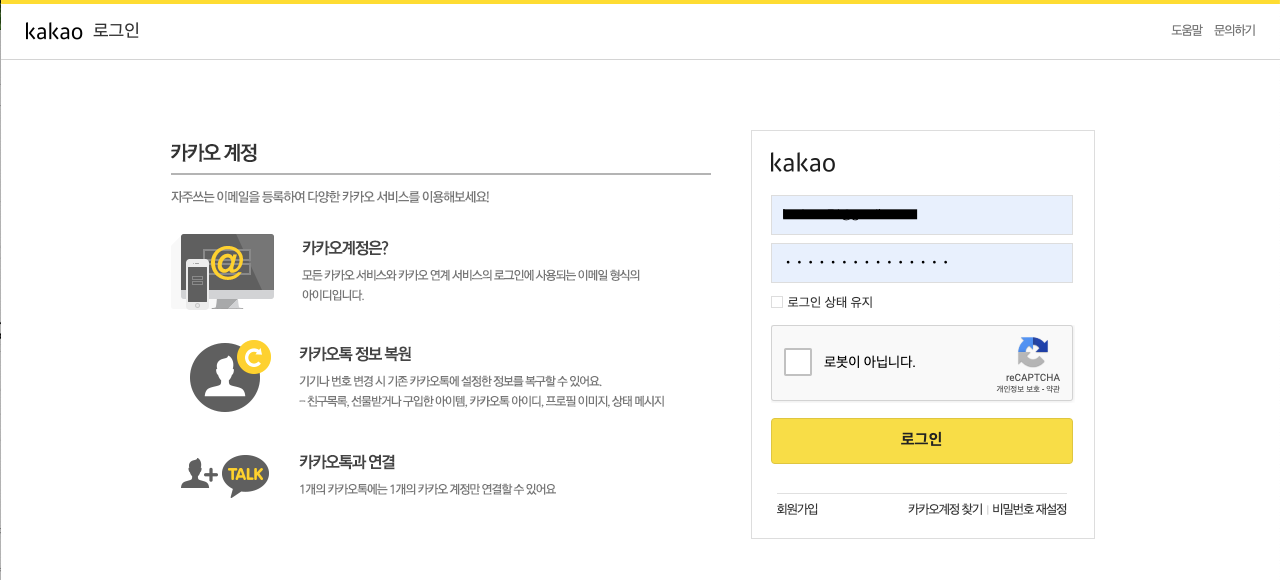 kakao 로그인
도움말 문의하기
카카오 계정
자주쓰는 이메일을 등록하여 다양한 카카오 서비스를 이용해보세요!
@
카카오계정은?
모든 카카오 서비스와 카카오 연계 서비스의 로그인에 사용되는 이메일 형식의
아이디입니다.
카카오톡 정보 복원
기기나 번호 변경 시 기존 카카오톡에 설정한 정보를 복구할 수 있어요.
– 친구목록, 선물받거나 구입한 아이템, 카카오톡 아이디, 프로필 이미지, 상태 메시지
TALK
카카오톡과 연결
1개의 카카오톡에는 1개의 카카오 계정만 연결할 수 있어요
kakao
로그인 상태 유지
로봇이 아닙니다.
reCAPTCHA
개인정보 보호 - 약관
로그인
회원가입
카카오계정 찾기 | 비밀번호 재설정